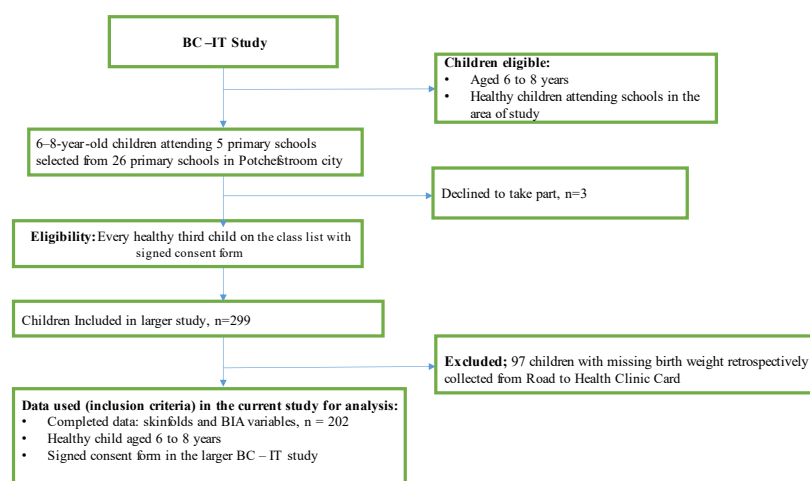 BC –IT Study
Children eligible:
• Aged 6 to 8 years
• Healthy children attending schools in the
area of study
6–8-year-old children attending 5 primary schools
selected from 26 primary schools in Potchefstroom city
Declined to take part, n=3
Eligibility: Every healthy third child on the class list with
signed consent form
Children Included in larger study, n=299
Excluded; 97 children with missing birth weight retrospectively
collected from Road to Health Clinic Card
Data used (inclusion criteria) in the current study for analysis:
• Completed data: skinfolds and BIA variables, n = 202
• Healthy child aged 6 to 8 years
• Signed consent form in the larger BC – IT study